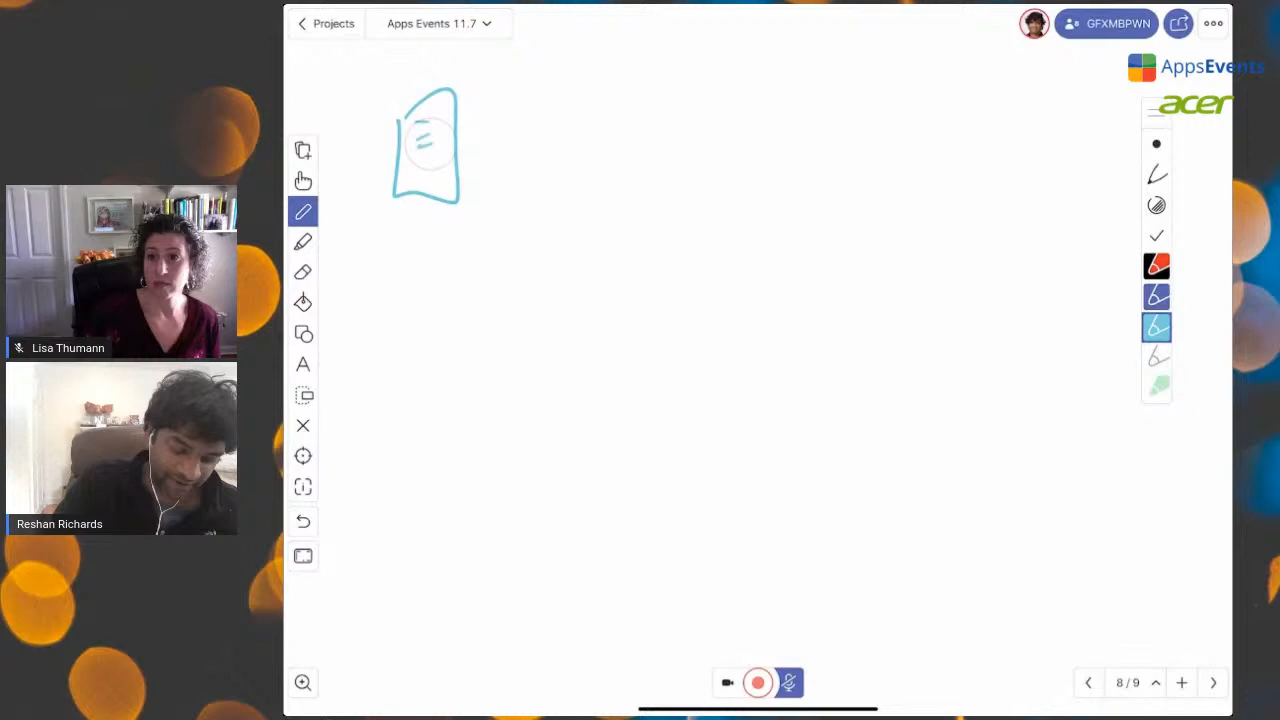 Projects
Apps Events 11.7
GFXMBPWN
AppsEvents
acer
Lisa Thumann
Reshan Richards
A
8 / 9